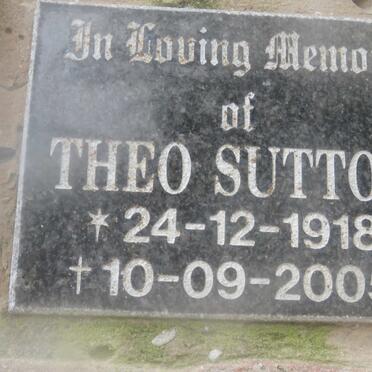 In Loving Memo
of
THEO SUTTO
* 24-12-1918
† 10-09-2005